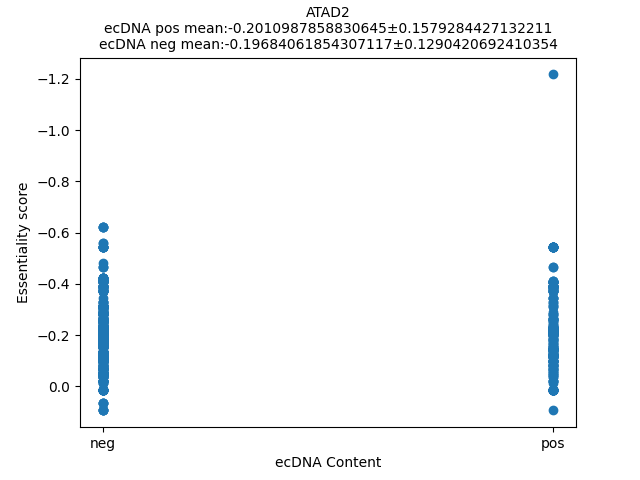 ATAD2
ecDNA pos mean:-0.2010987858830645±0.1579284427132211
ecDNA neg mean:-0.19684061854307117±0.1290420692410354
−1.2
−1.0
−0.8
−0.6
−0.4
−0.2
0.0
Essentiality score
neg
pos
ecDNA Content